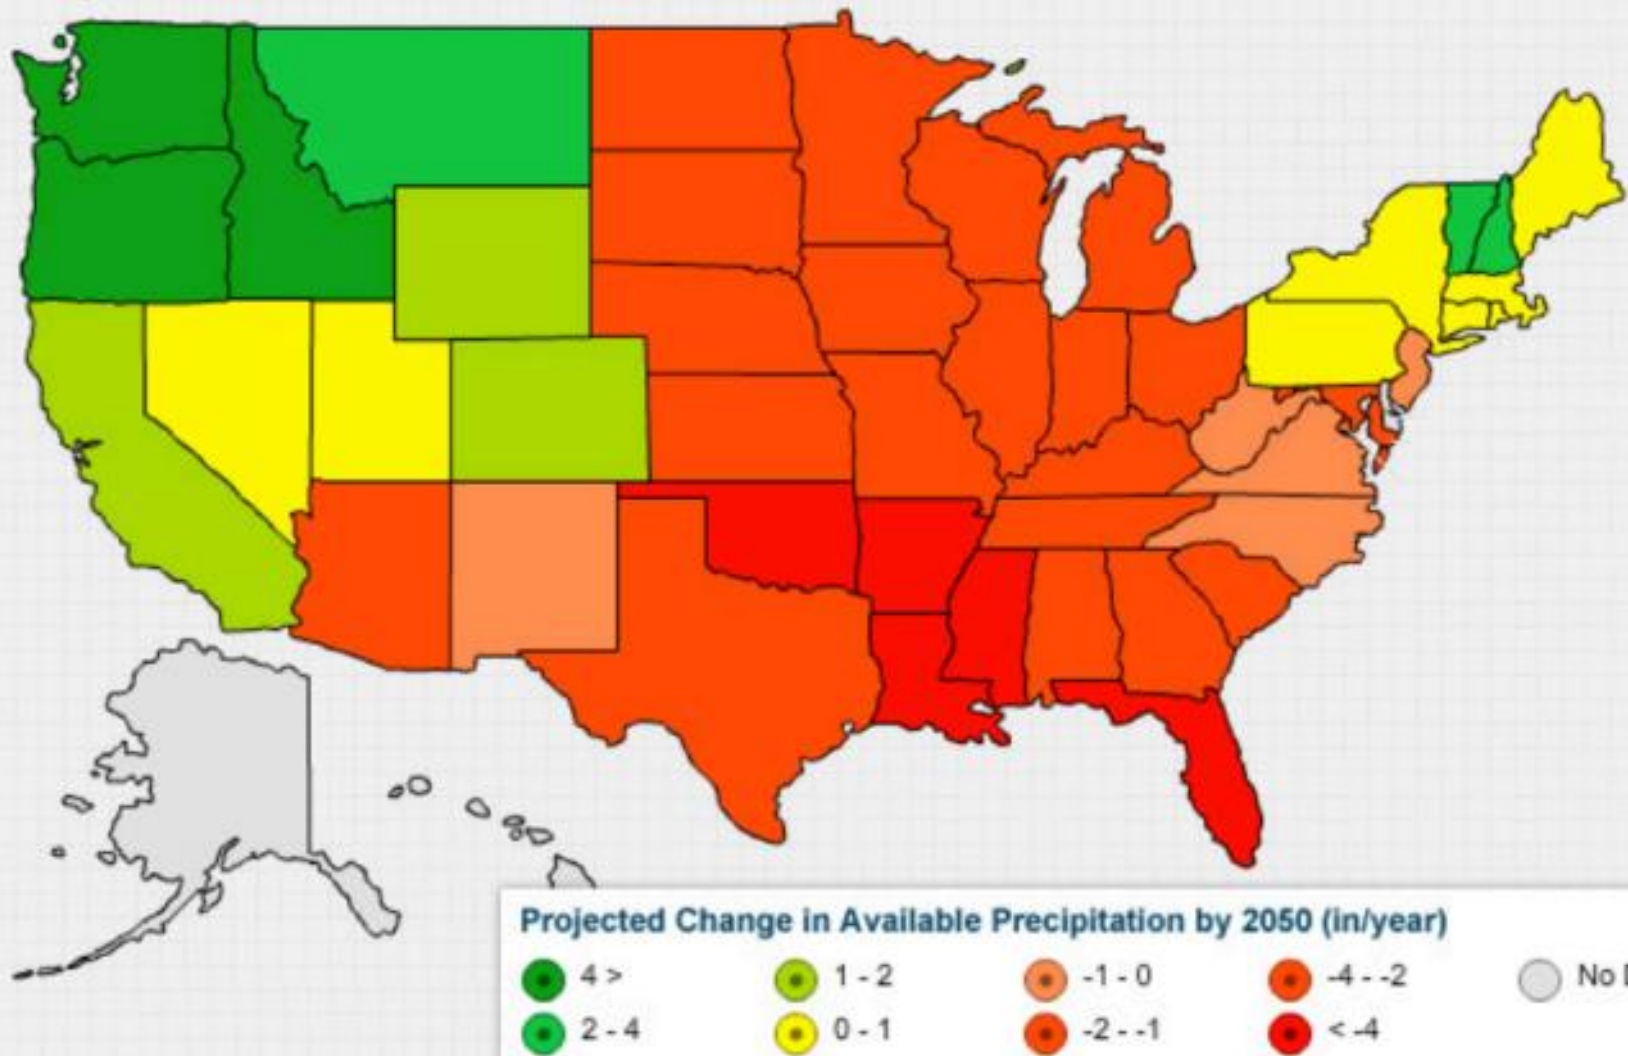 Projected Change in Available Precipitation by 2050 (in/year)
4 > 1 - 2 -1 - 0 -4 - -2 No
2 - 4 0 - 1 -2 - -1 < -4